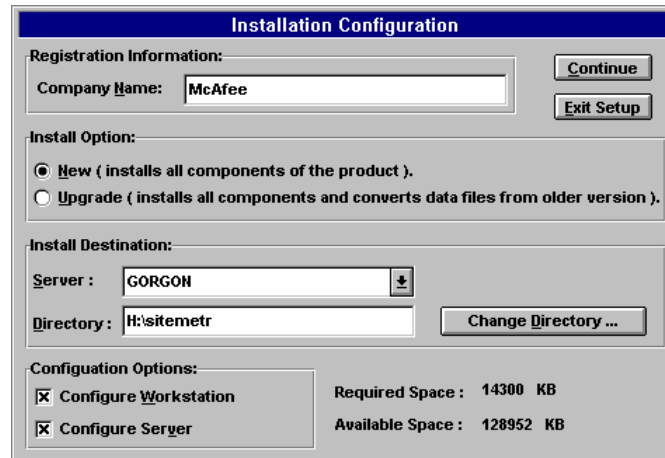 Installation Configuration
Registration Information:
Company Name: McAfee
Continue
Exit Setup
Install Option:
New ( installs all components of the product ).
Upgrade ( installs all components and converts data files from older version ).
Install Destination:
Server : GORGON
Directory : H:\sitemetr
Change Directory ...
Configuation Options:
Configure Workstation
Configure Server
Required Space : 14300 KB
Available Space : 128952 KB